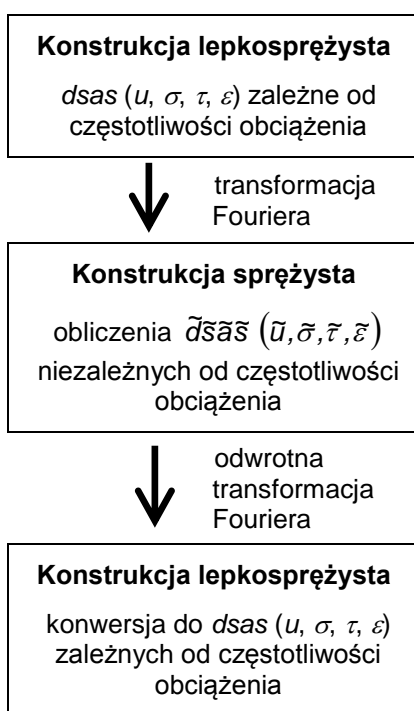 Konstrukcja lepkosprężysta
dsas (u, σ, τ, ε) zależne od
częstotliwości obciążenia
transformacja
Fouriera
Konstrukcja sprężysta
obliczenia d̃s̃ãs̃ (ũ,σ̃,τ̃,ε̃)
niezależnych od częstotliwości
obciążenia
odwrotna
transformacja
Fouriera
Konstrukcja lepkosprężysta
konwersja do dsas (u, σ, τ, ε)
zależnych od częstotliwości
obciążenia